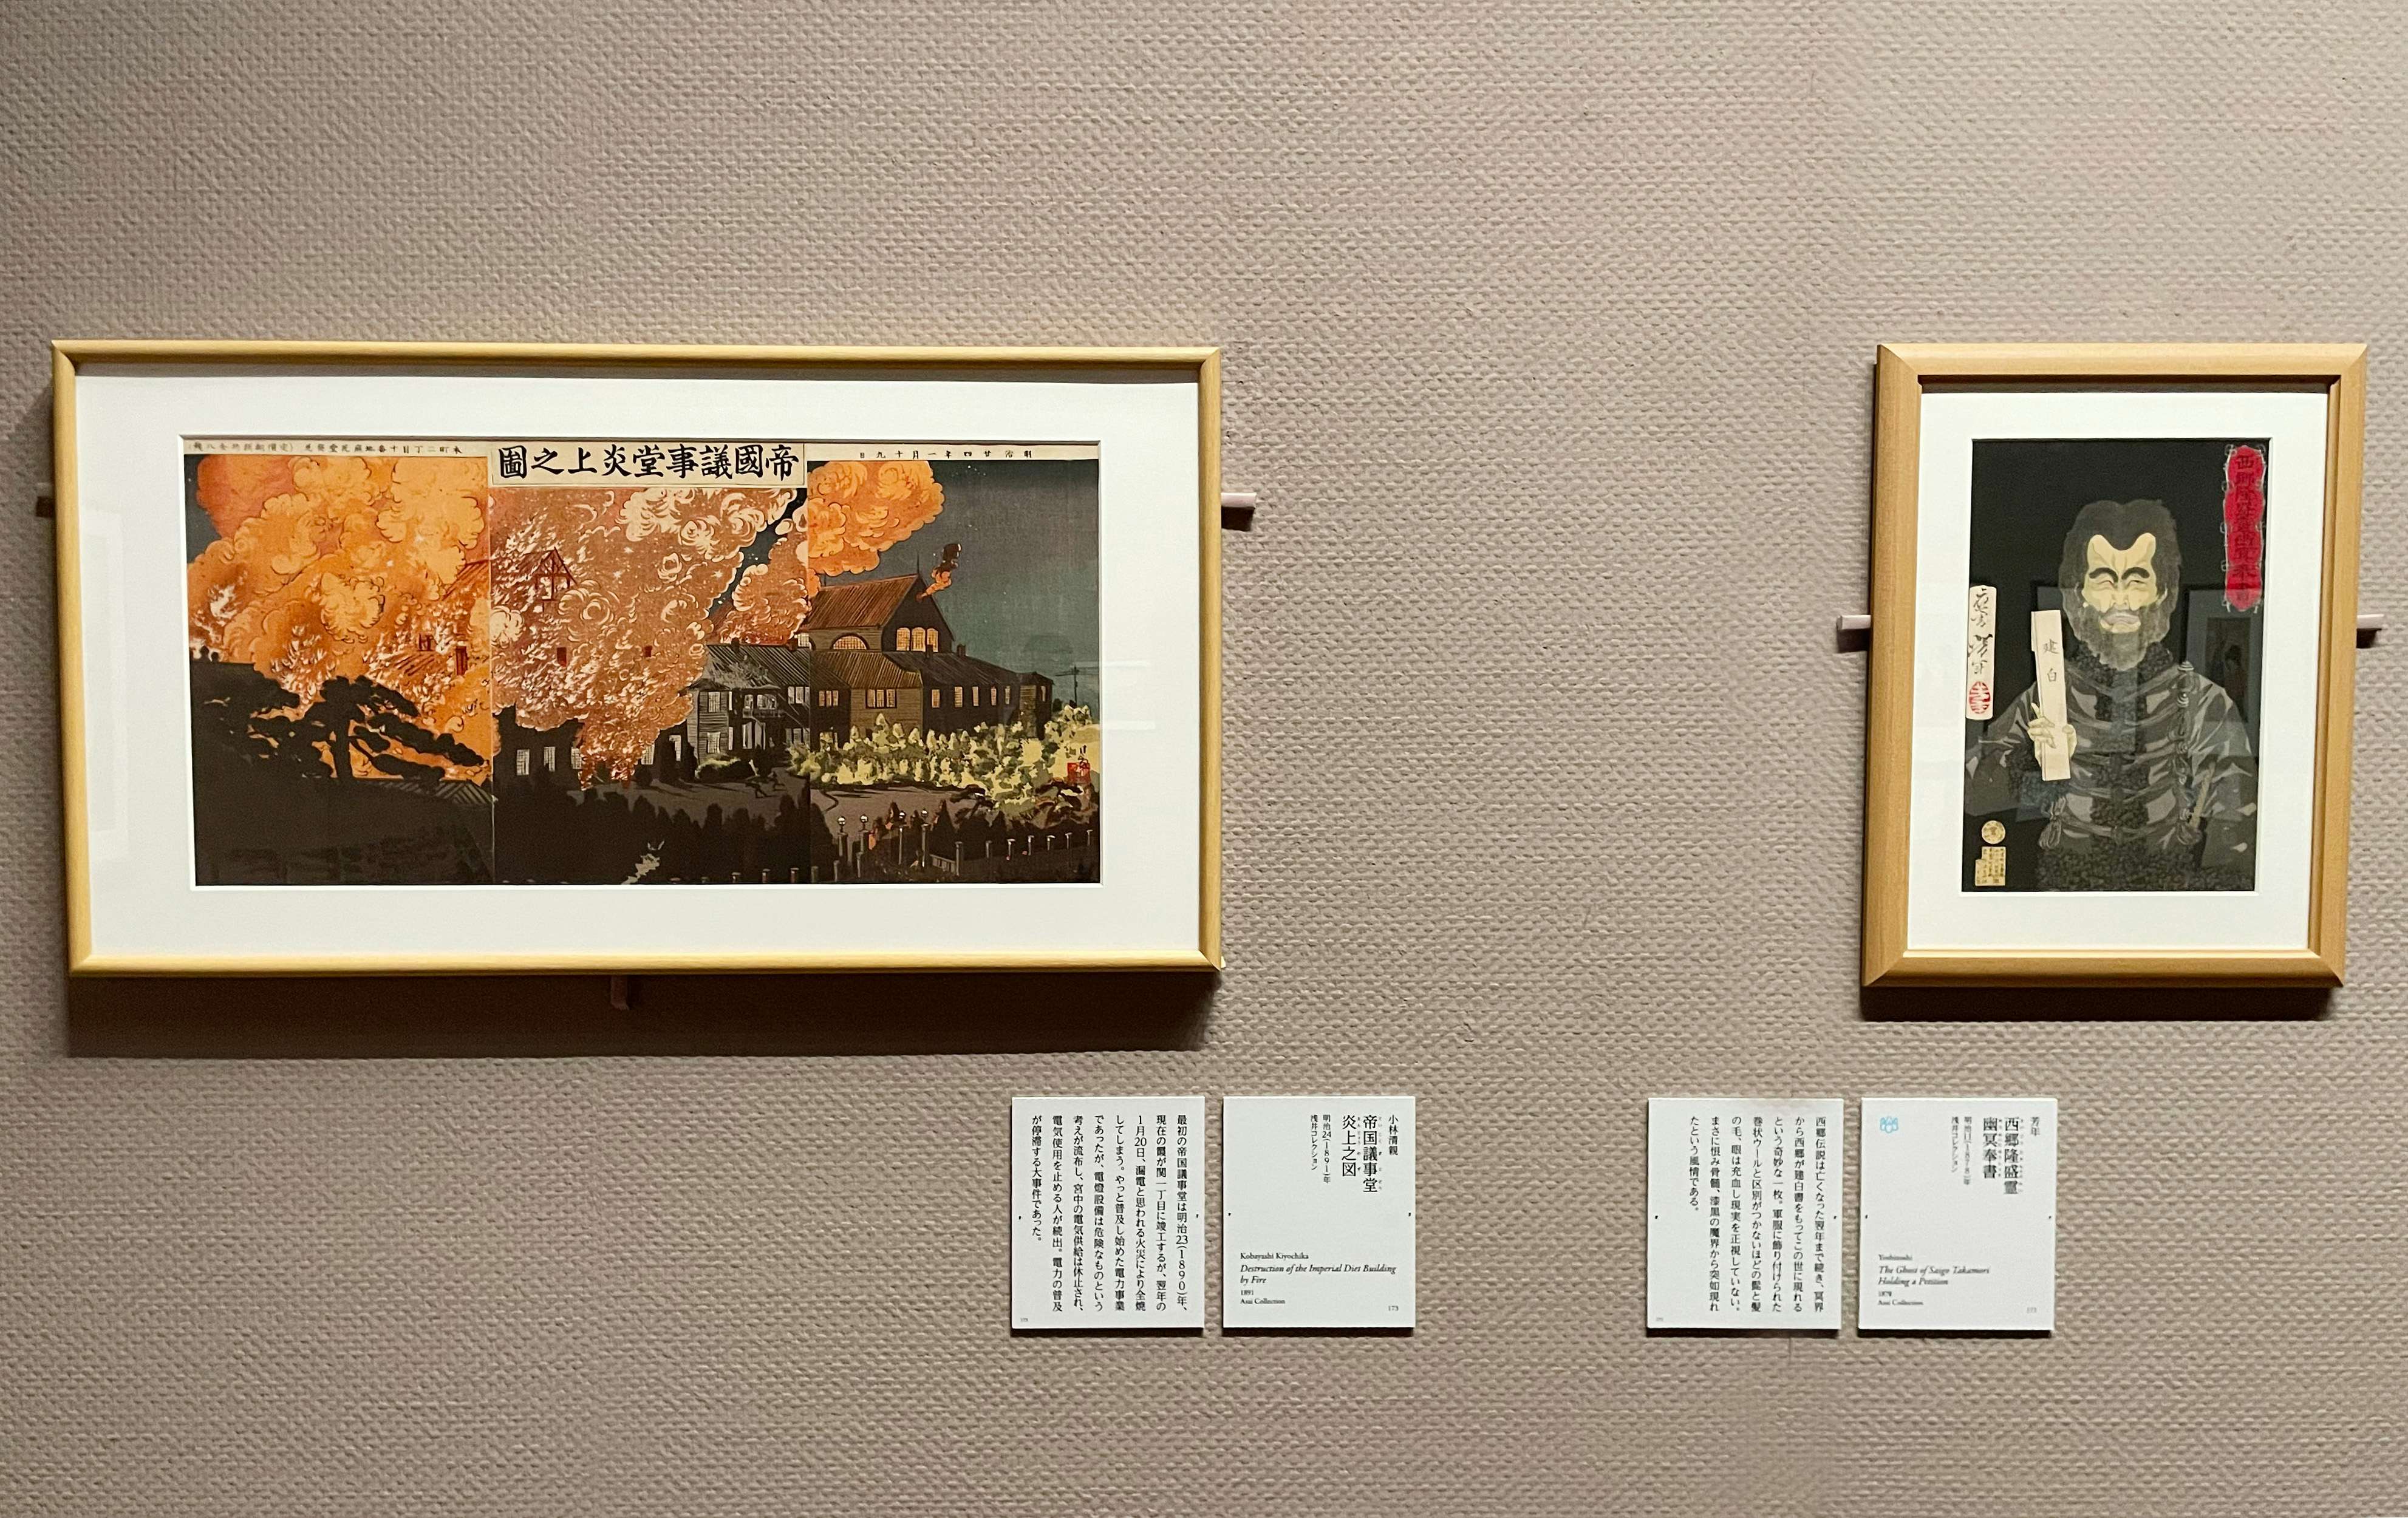 帝國議事堂炎上之圖
明治廿四年一月十九日
建白
小林清親
帝国議事堂
炎上之図
明治24(1891)年
浅井コレクション
Kobayashi Kiyochika
Destruction of the Imperial Diet Building
by Fire
1891
Asai Collection
173
最初の帝国議事堂は明治23(1890)年、
現在の霞が関一丁目に竣工するが、翌年の
1月20日、漏電と思われる火災により全焼
してしまう。やっと普及し始めた電力事業
であったが、電燈設備は危険なものという
考えが流布し、宮中の電気供給は休止され、
電気使用を止める人が続出。電力の普及
が停滞する大事件であった。
芳年
西郷隆盛霊
幽冥奉書
明治11(1878)年
浅井コレクション
Yoshitoshi
The Ghost of Saigo Takamori
Holding a Petition
1878
Asai Collection
西郷伝説は亡くなった翌年まで続き、冥界
から西郷が建白書をもってこの世に現れる
という奇妙な一枚。軍服に飾り付けられた
巻状ウールと区別がつかないほどの髭と髪
の毛、眼は充血し現実を正視していない。
まさに恨み骨髄、漆黒の魔界から突如現れ
たという風情である。